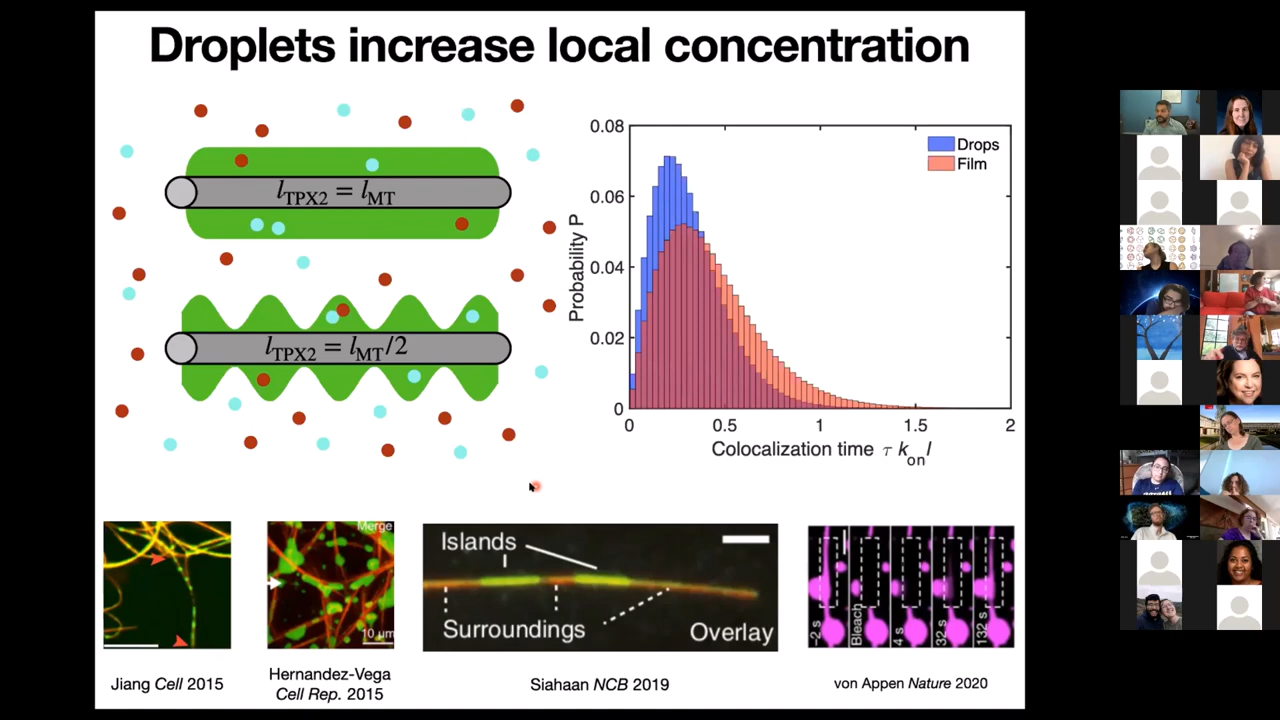 Droplets increase local concentration
l_TPX2 = l_MT
l_TPX2 = l_MT/2
0.08
0.06
0.04
0.02
0
Probability P
Drops
Film
0
0.5
1
1.5
2
Colocalization time τ k_on l
Merge
10 μm
Islands
Surroundings
Overlay
-2 s
Bleach
4 s
32 s
132 s
Jiang Cell 2015
Hernandez-Vega
Cell Rep. 2015
Siahaan NCB 2019
von Appen Nature 2020